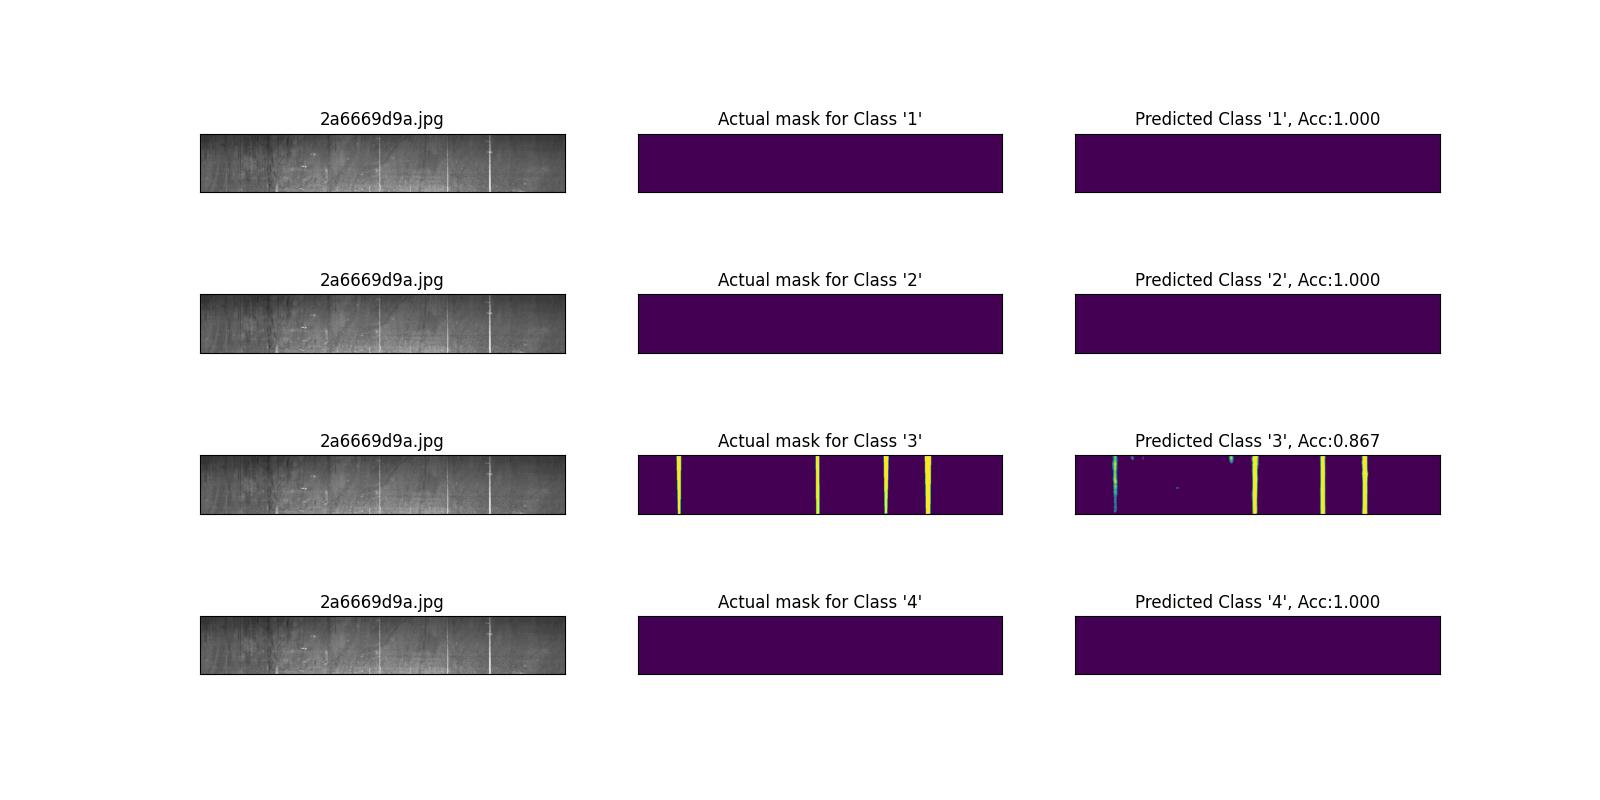 2a6669d9a.jpg
Actual mask for Class '1'
Predicted Class '1', Acc:1.000
2a6669d9a.jpg
Actual mask for Class '2'
Predicted Class '2', Acc:1.000
2a6669d9a.jpg
Actual mask for Class '3'
Predicted Class '3', Acc:0.867
2a6669d9a.jpg
Actual mask for Class '4'
Predicted Class '4', Acc:1.000